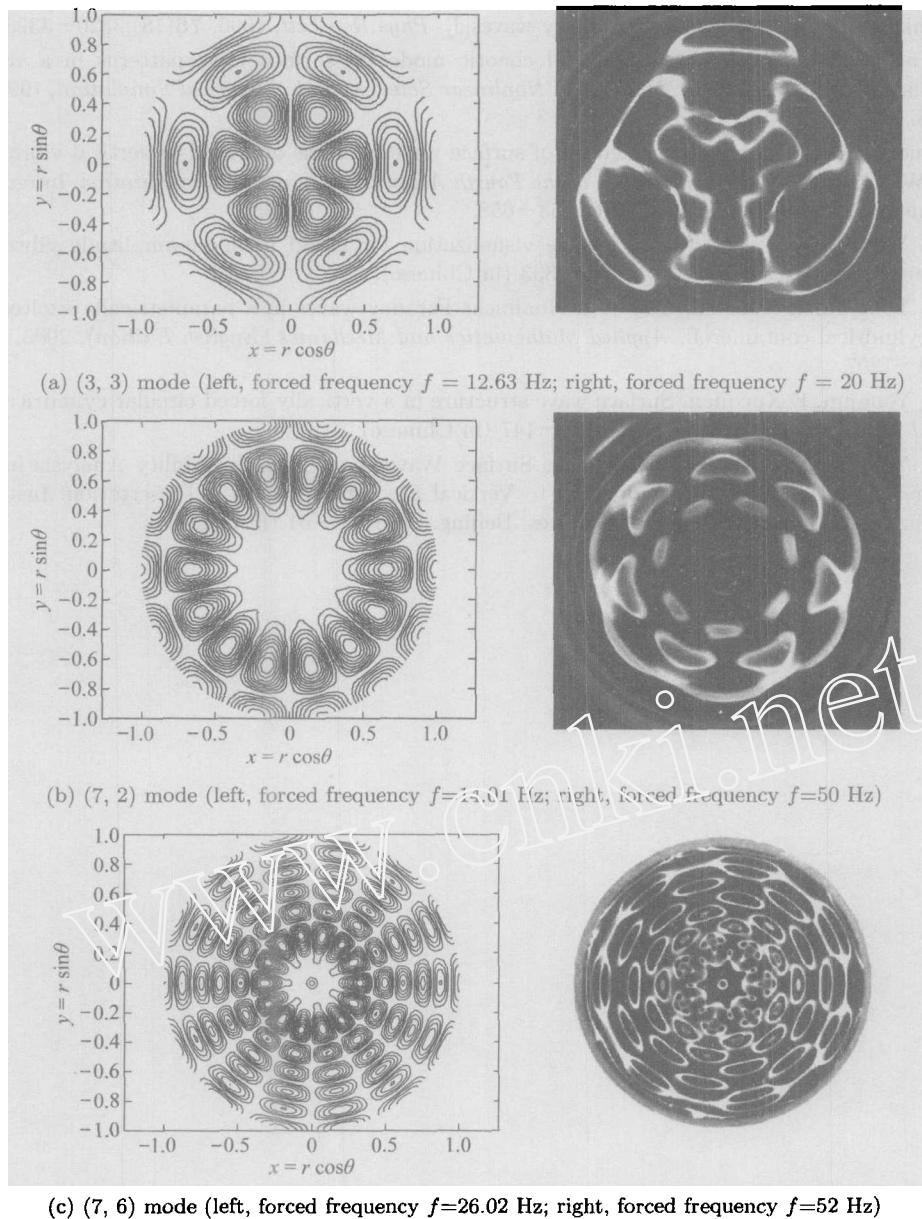 1.0
0.8
0.6
0.4
0.2
0
−0.2
−0.4
−0.6
−0.8
−1.0
y = r sinθ
−1.0 −0.5 0 0.5 1.0
x = r cosθ
(a) (3, 3) mode (left, forced frequency f = 12.63 Hz; right, forced frequency f = 20 Hz)
1.0
0.8
0.6
0.4
0.2
0
−0.2
−0.4
−0.6
−0.8
−1.0
y = r sinθ
−1.0 −0.5 0 0.5 1.0
x = r cosθ
(b) (7, 2) mode (left, forced frequency f=14.01 Hz; right, forced frequency f=50 Hz)
www.cnki.net
1.0
0.8
0.6
0.4
0.2
0
−0.2
−0.4
−0.6
−0.8
−1.0
y = r sinθ
−1.0 −0.5 0 0.5 1.0
x = r cosθ
(c) (7, 6) mode (left, forced frequency f=26.02 Hz; right, forced frequency f=52 Hz)